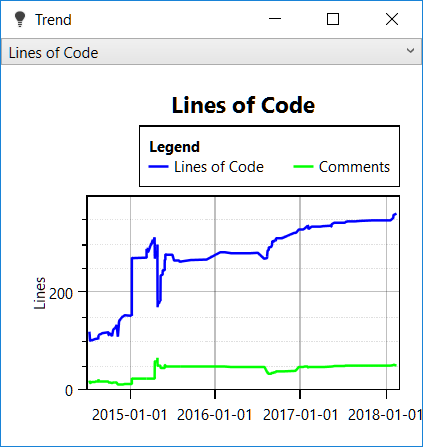 Trend
Lines of Code
Lines of Code
Legend
Lines of Code Comments
Lines
200
0
2015-01-01 2016-01-01 2017-01-01 2018-01-01